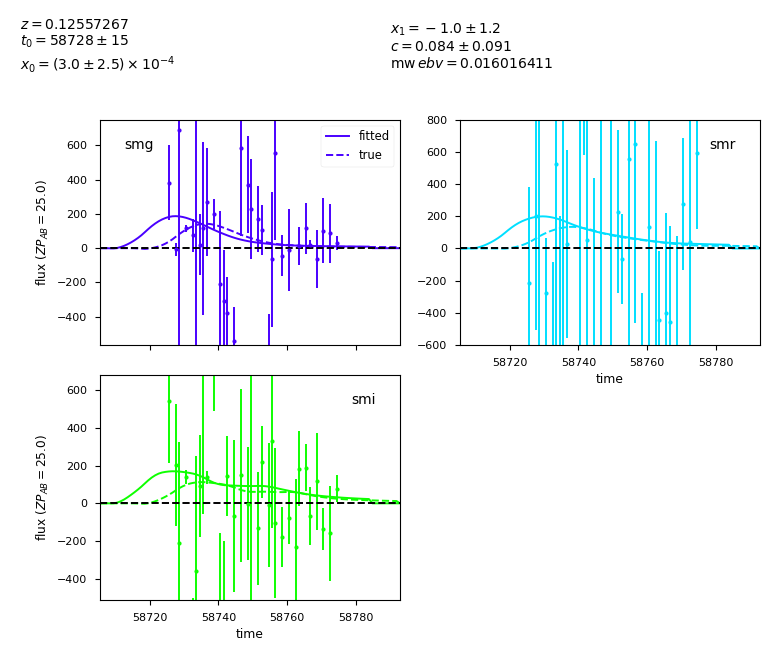 z = 0.12557267
t₀ = 58728 ± 15
x₀ = (3.0 ± 2.5) × 10⁻⁴
x₁ = −1.0 ± 1.2
c = 0.084 ± 0.091
mw ebv = 0.016016411
smg
fitted
true
600
400
200
0
−200
−400
flux (ZP_AB = 25.0)
smr
800
600
400
200
0
−200
−400
−600
58720 58740 58760 58780
time
smi
600
400
200
0
−200
−400
flux (ZP_AB = 25.0)
58720 58740 58760 58780
time